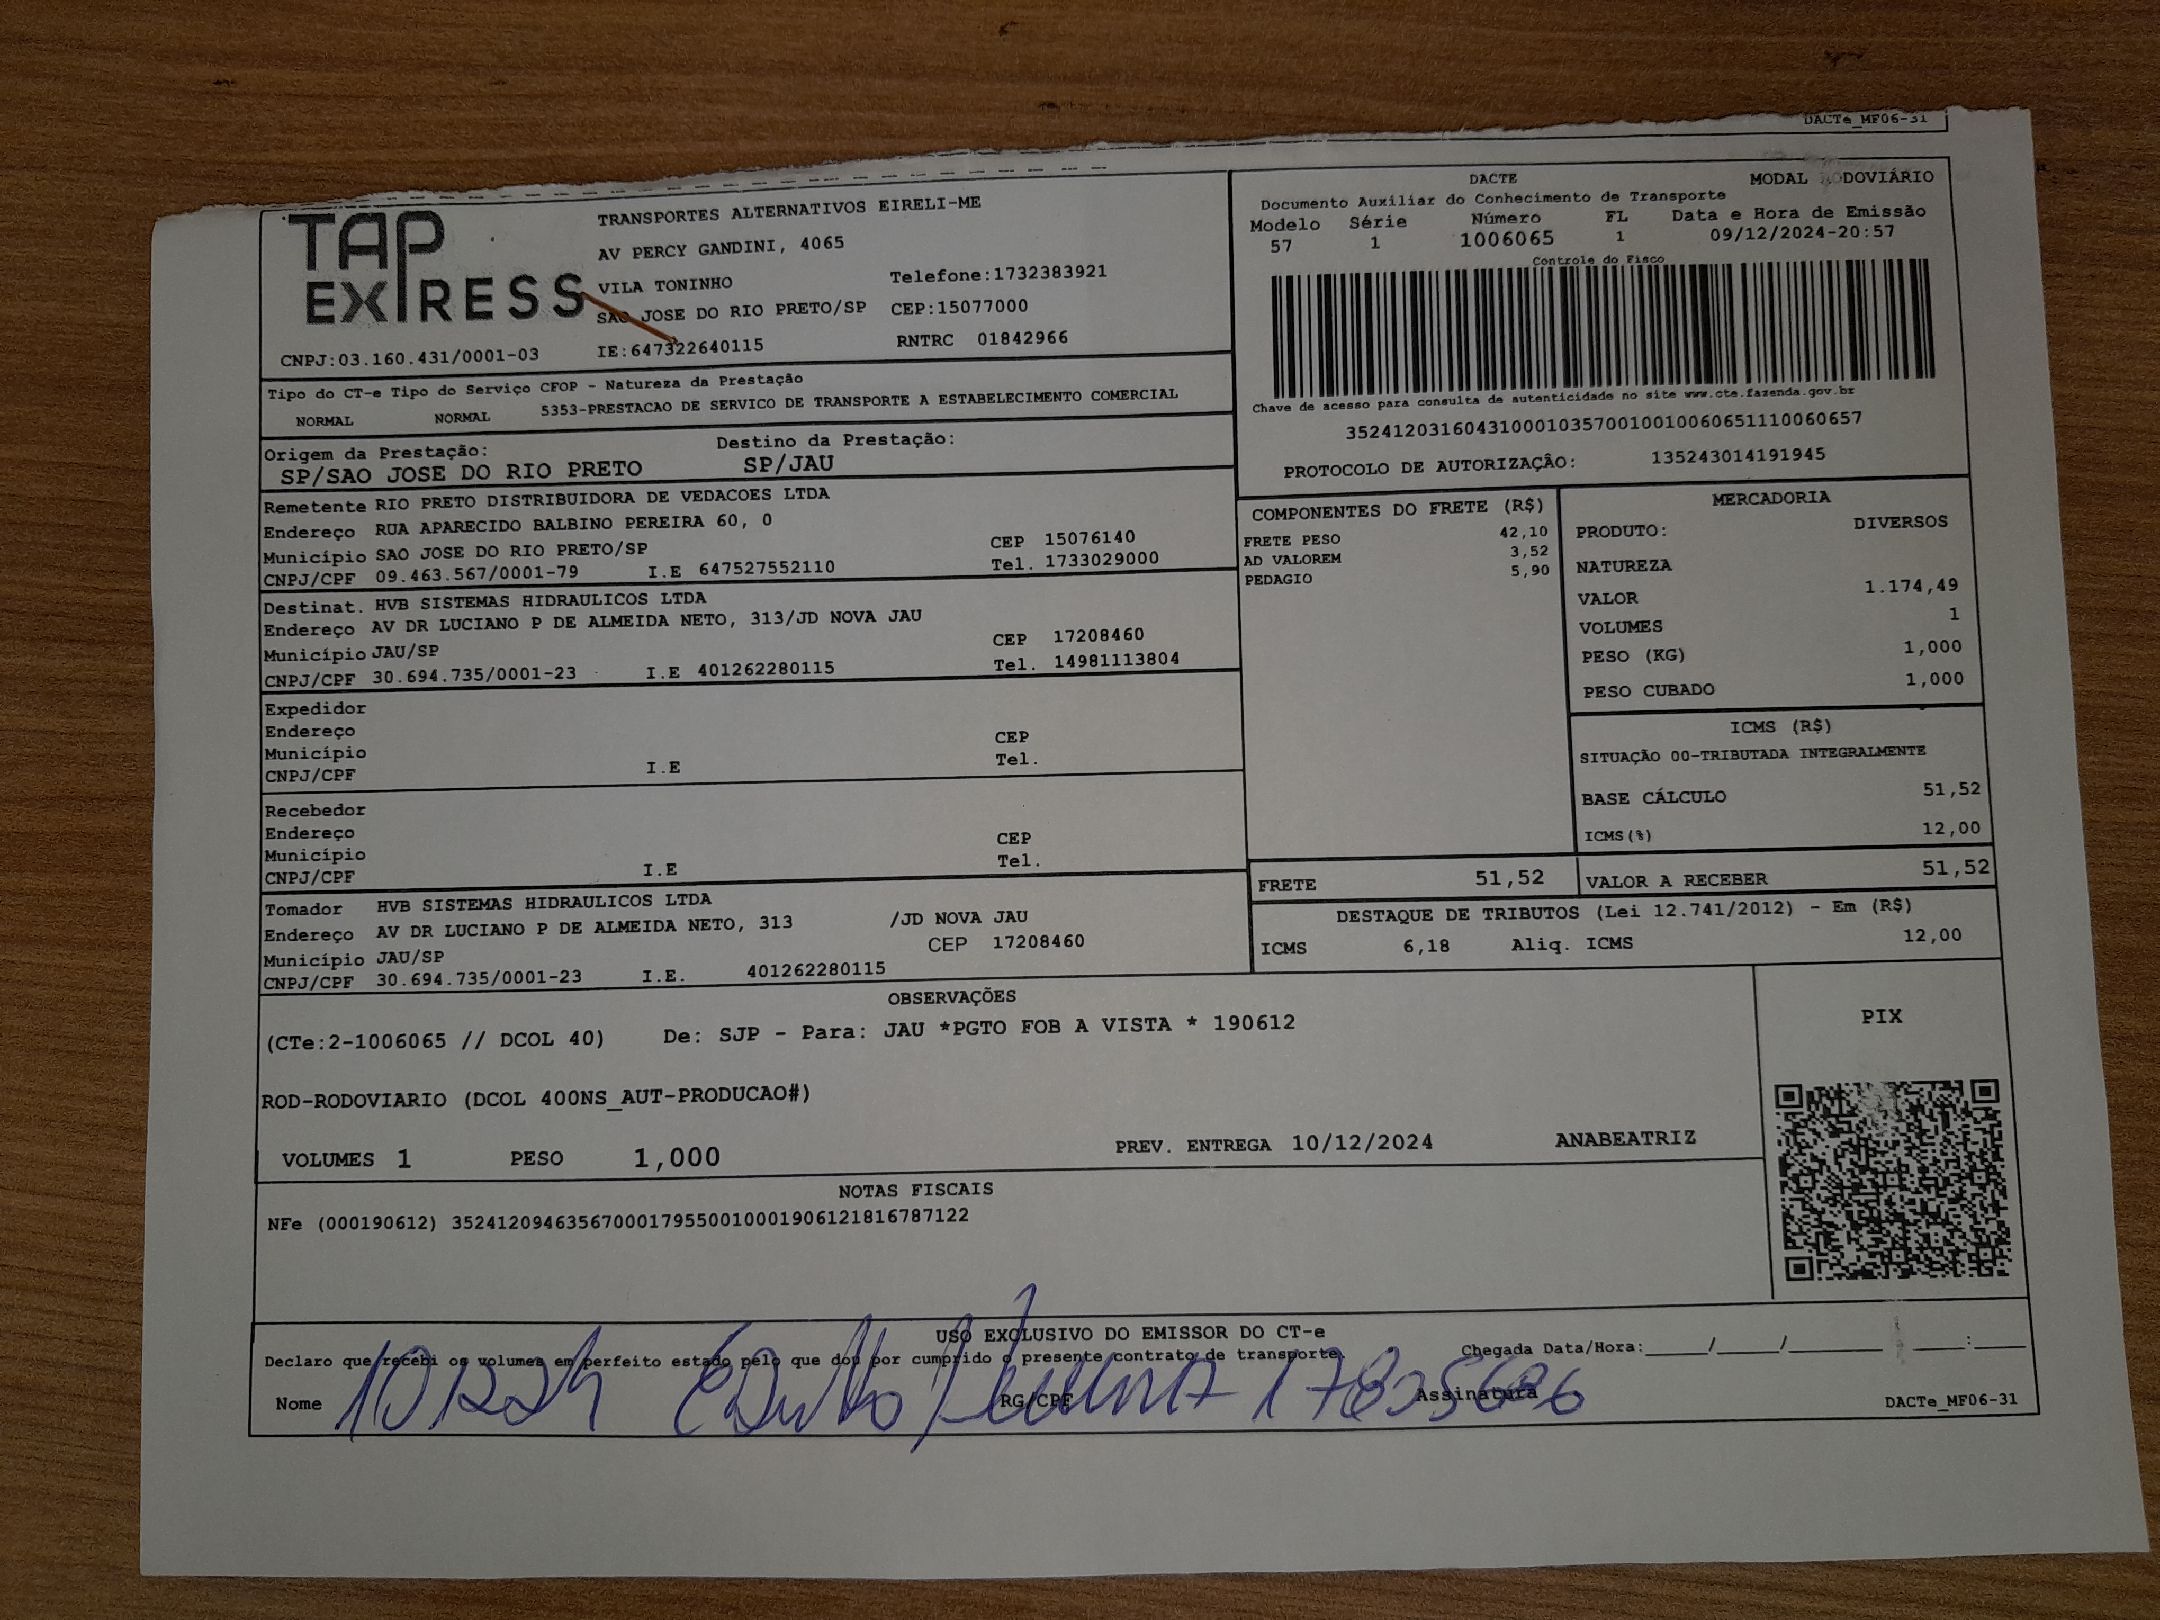 DACTe_MF06-31
TAP EXPRESS
TRANSPORTES ALTERNATIVOS EIRELI-ME
AV PERCY GANDINI, 4065
VILA TONINHO Telefone:1732383921
SAO JOSE DO RIO PRETO/SP CEP:15077000
CNPJ:03.160.431/0001-03 IE:647322640115 RNTRC 01842966
DACTE MODAL RODOVIÁRIO
Documento Auxiliar do Conhecimento de Transporte
Modelo Série Número FL Data e Hora de Emissão
57 1 1006065 1 09/12/2024-20:57
Controle do Fisco
Chave de acesso para consulta de autenticidade no site www.cte.fazenda.gov.br
35241203160431000103570010010060651110060657
PROTOCOLO DE AUTORIZAÇÃO: 135243014191945
Tipo do CT-e Tipo do Serviço CFOP - Natureza da Prestação
NORMAL NORMAL 5353-PRESTACAO DE SERVICO DE TRANSPORTE A ESTABELECIMENTO COMERCIAL
Origem da Prestação: Destino da Prestação:
SP/SAO JOSE DO RIO PRETO SP/JAU
Remetente RIO PRETO DISTRIBUIDORA DE VEDACOES LTDA
Endereço RUA APARECIDO BALBINO PEREIRA 60, 0
Município SAO JOSE DO RIO PRETO/SP CEP 15076140
CNPJ/CPF 09.463.567/0001-79 I.E 647527552110 Tel. 1733029000
Destinat. HVB SISTEMAS HIDRAULICOS LTDA
Endereço AV DR LUCIANO P DE ALMEIDA NETO, 313/JD NOVA JAU
Município JAU/SP CEP 17208460
CNPJ/CPF 30.694.735/0001-23 I.E 401262280115 Tel. 14981113804
Expedidor
Endereço
Município CEP
CNPJ/CPF I.E Tel.
Recebedor
Endereço
Município CEP
CNPJ/CPF I.E Tel.
Tomador HVB SISTEMAS HIDRAULICOS LTDA
Endereço AV DR LUCIANO P DE ALMEIDA NETO, 313 /JD NOVA JAU
Município JAU/SP CEP 17208460
CNPJ/CPF 30.694.735/0001-23 I.E. 401262280115
COMPONENTES DO FRETE (R$)
FRETE PESO 42,10
AD VALOREM 3,52
PEDAGIO 5,90
MERCADORIA
PRODUTO: DIVERSOS
NATUREZA
VALOR 1.174,49
VOLUMES 1
PESO (KG) 1,000
PESO CUBADO 1,000
ICMS (R$)
SITUAÇÃO 00-TRIBUTADA INTEGRALMENTE
BASE CÁLCULO 51,52
ICMS(%) 12,00
FRETE 51,52 VALOR A RECEBER 51,52
DESTAQUE DE TRIBUTOS (Lei 12.741/2012) - Em (R$)
ICMS 6,18 Aliq. ICMS 12,00
OBSERVAÇÕES
(CTe:2-1006065 // DCOL 40) De: SJP - Para: JAU *PGTO FOB A VISTA * 190612
ROD-RODOVIARIO (DCOL 400NS_AUT-PRODUCAO#)
VOLUMES 1 PESO 1,000 PREV. ENTREGA 10/12/2024 ANABEATRIZ
PIX
NOTAS FISCAIS
NFe (000190612) 35241209463567000179550010001906121816787122
USO EXCLUSIVO DO EMISSOR DO CT-e
Declaro que recebi os volumes em perfeito estado pelo que dou por cumprido o presente contrato de transporte. Chegada Data/Hora:_____/_____/________ ____:____
Nome RG/CPF Assinatura DACTe_MF06-31